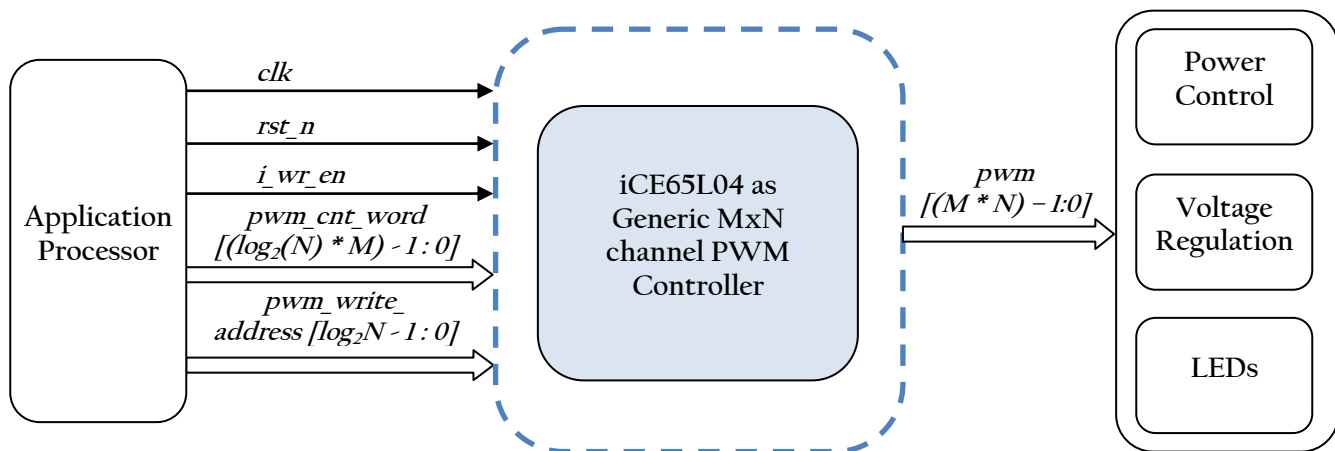 Application
Processor
clk
rst_n
i_wr_en
pwm_cnt_word
[(log₂(N) * M) - 1 : 0]
pwm_write_
address [log₂N - 1 : 0]
iCE65L04 as
Generic MxN
channel PWM
Controller
pwm
[(M * N) – 1:0]
Power
Control
Voltage
Regulation
LEDs